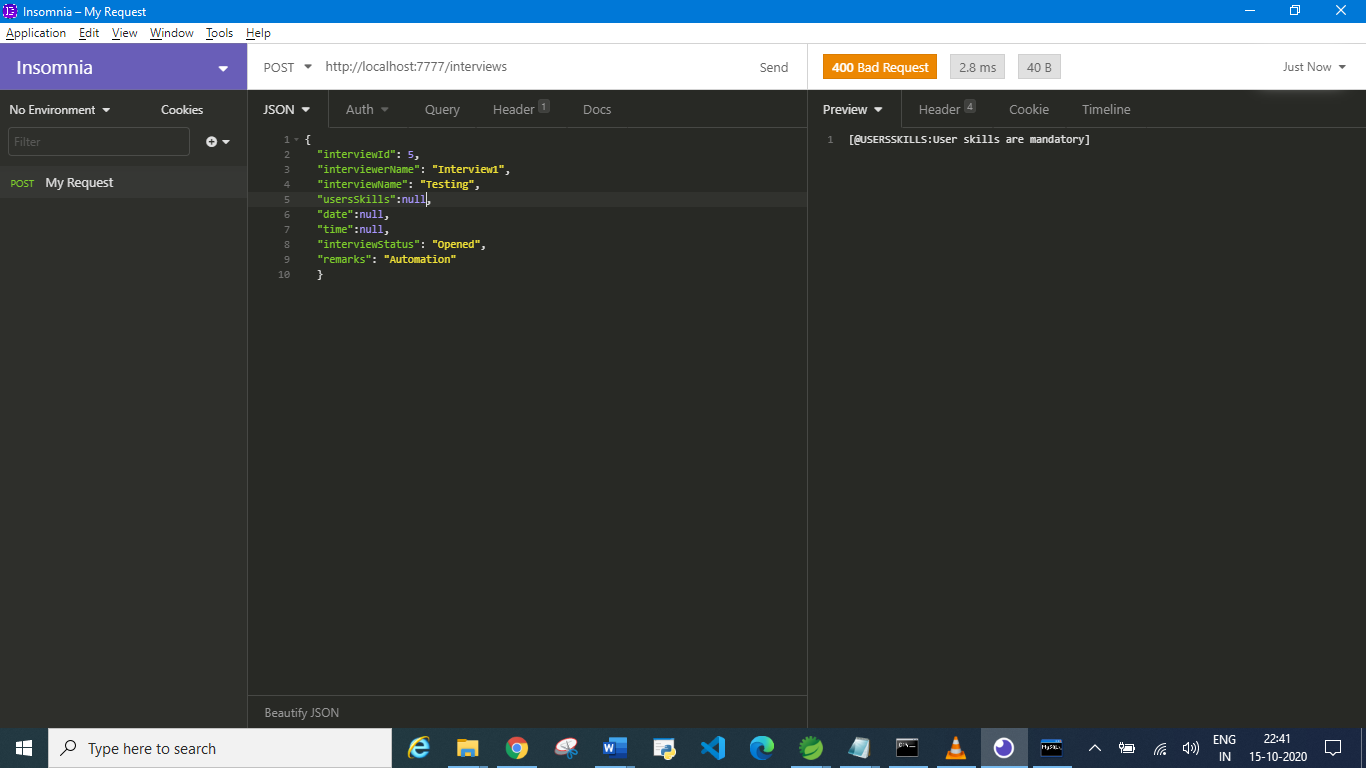 Insomnia – My Request
Application Edit View Window Tools Help
Insomnia
POST http://localhost:7777/interviews Send
400 Bad Request 2.8 ms 40 B Just Now
No Environment Cookies
JSON Auth Query Header 1 Docs
Preview Header 4 Cookie Timeline
Filter
POST My Request
1 {
2 "interviewId": 5,
3 "interviewerName": "Interview1",
4 "interviewName": "Testing",
5 "usersSkills":null,
6 "date":null,
7 "time":null,
8 "interviewStatus": "Opened",
9 "remarks": "Automation"
10 }
1 [@USERSSKILLS:User skills are mandatory]
Beautify JSON
Type here to search
ENG
IN
22:41
15-10-2020